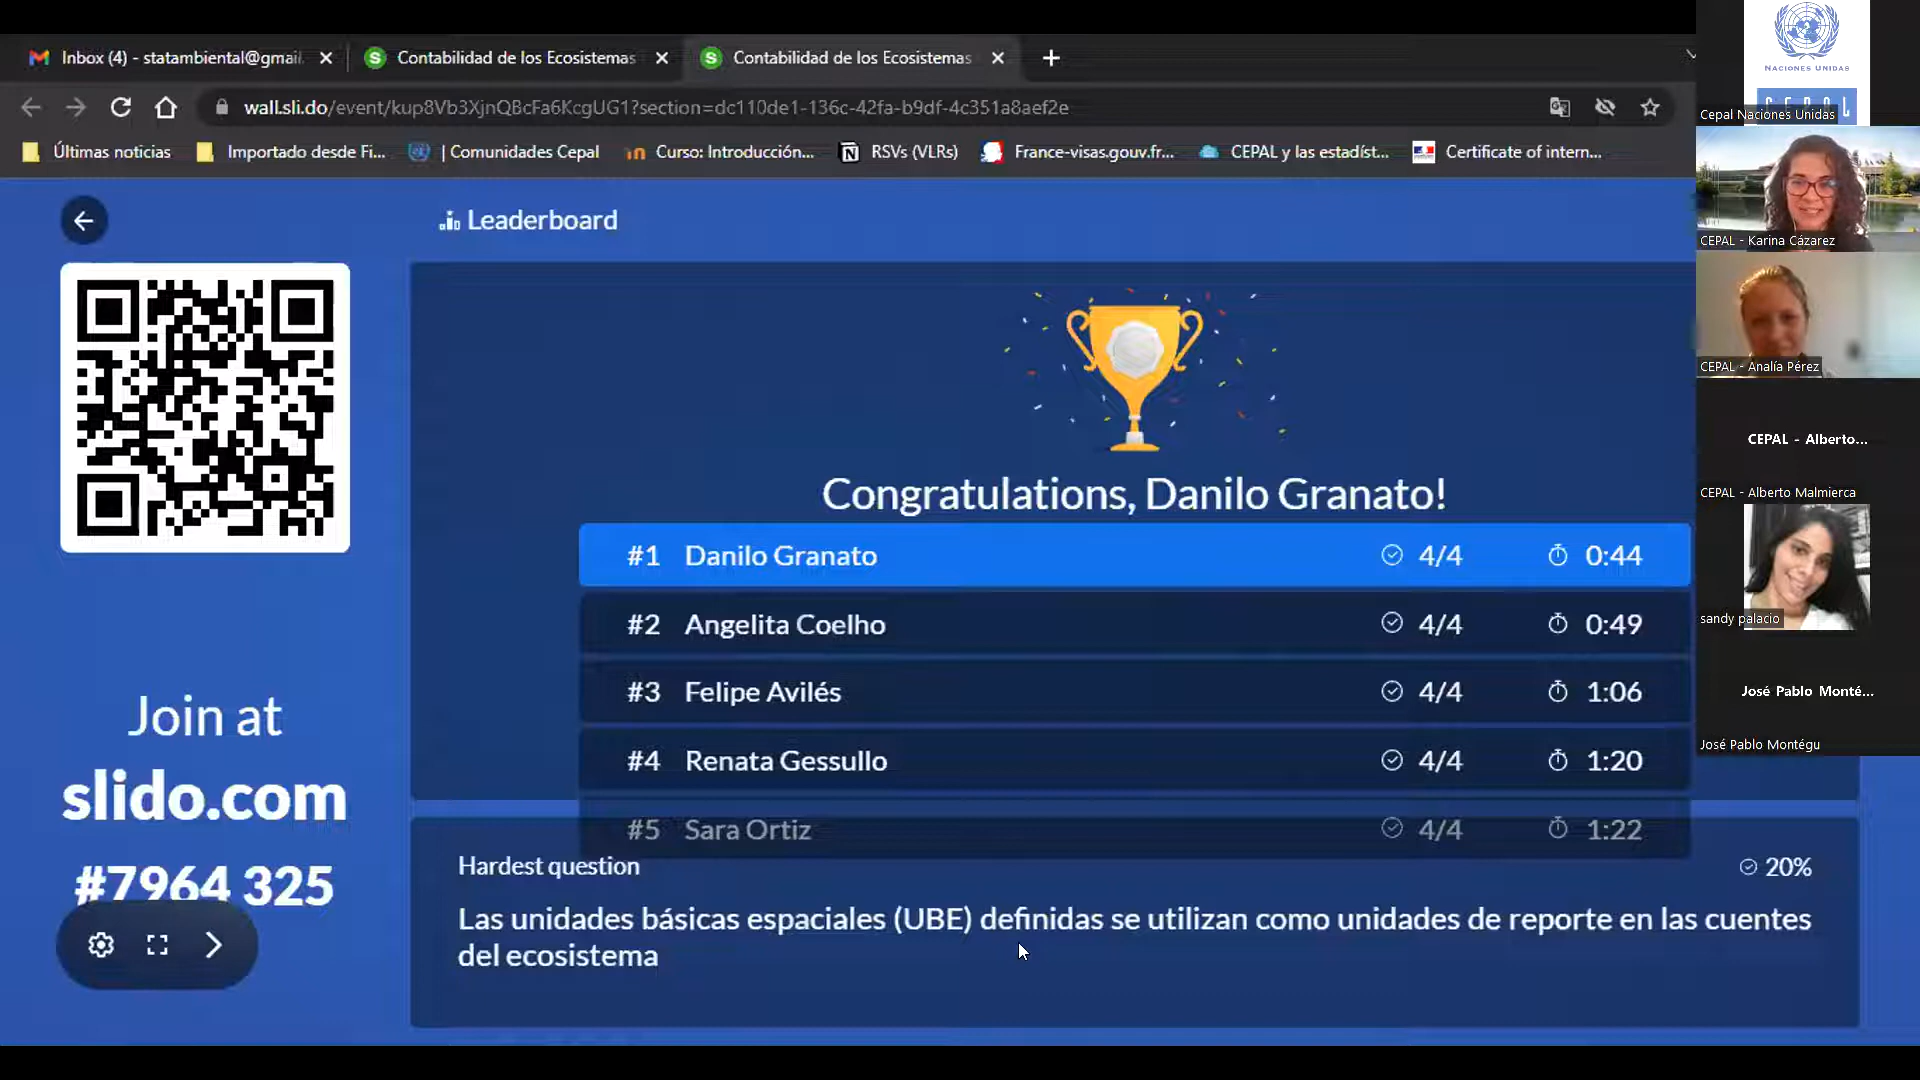 Inbox (4) - statambiental@gmail.
Contabilidad de los Ecosistemas
Contabilidad de los Ecosistemas
wall.sli.do/event/kup8Vb3XjnQBcFa6KcgUG1?section=dc110de1-136c-42fa-b9df-4c351a8aef2e
Últimas noticias
Importado desde Fi...
| Comunidades Cepal
Curso: Introducción...
RSVs (VLRs)
France-visas.gouv.fr...
CEPAL y las estadíst...
Certificate of intern...
Leaderboard
Congratulations, Danilo Granato!
#1 Danilo Granato 4/4 0:44
#2 Angelita Coelho 4/4 0:49
#3 Felipe Avilés 4/4 1:06
#4 Renata Gessullo 4/4 1:20
#5 Sara Ortiz 4/4 1:22
Hardest question 20%
Las unidades básicas espaciales (UBE) definidas se utilizan como unidades de reporte en las cuentas
del ecosistema
Join at
slido.com
#7964 325
NACIONES UNIDAS
CEPAL
Cepal Naciones Unidas
CEPAL - Karina Cázarez
CEPAL - Analía Pérez
CEPAL - Alberto...
CEPAL - Alberto Malmierca
sandy palacio
José Pablo Monté...
José Pablo Montégu